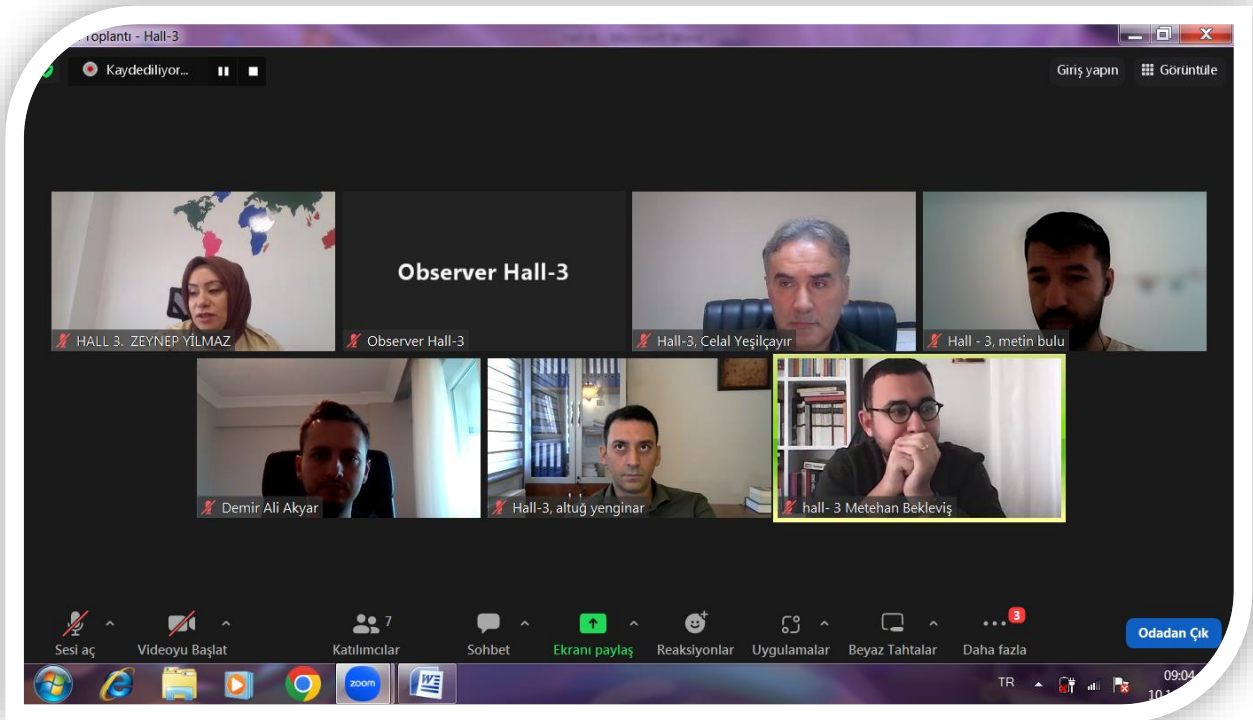 Toplantı - Hall-3
Kaydediliyor...
Giriş yapın
Görüntüle
HALL 3. ZEYNEP YILMAZ
Observer Hall-3
Observer Hall-3
Hall-3, Celal Yeşilçayır
Hall - 3, metin bulu
Demir Ali Akyar
Hall-3, altuğ yenginar
hall- 3 Metehan Bekleviş
Sesi aç
Videoyu Başlat
7
Katılımcılar
Sohbet
Ekranı paylaş
Reaksiyonlar
Uygulamalar
Beyaz Tahtalar
3
Daha fazla
Odadan Çık
zoom
W
TR
09:04